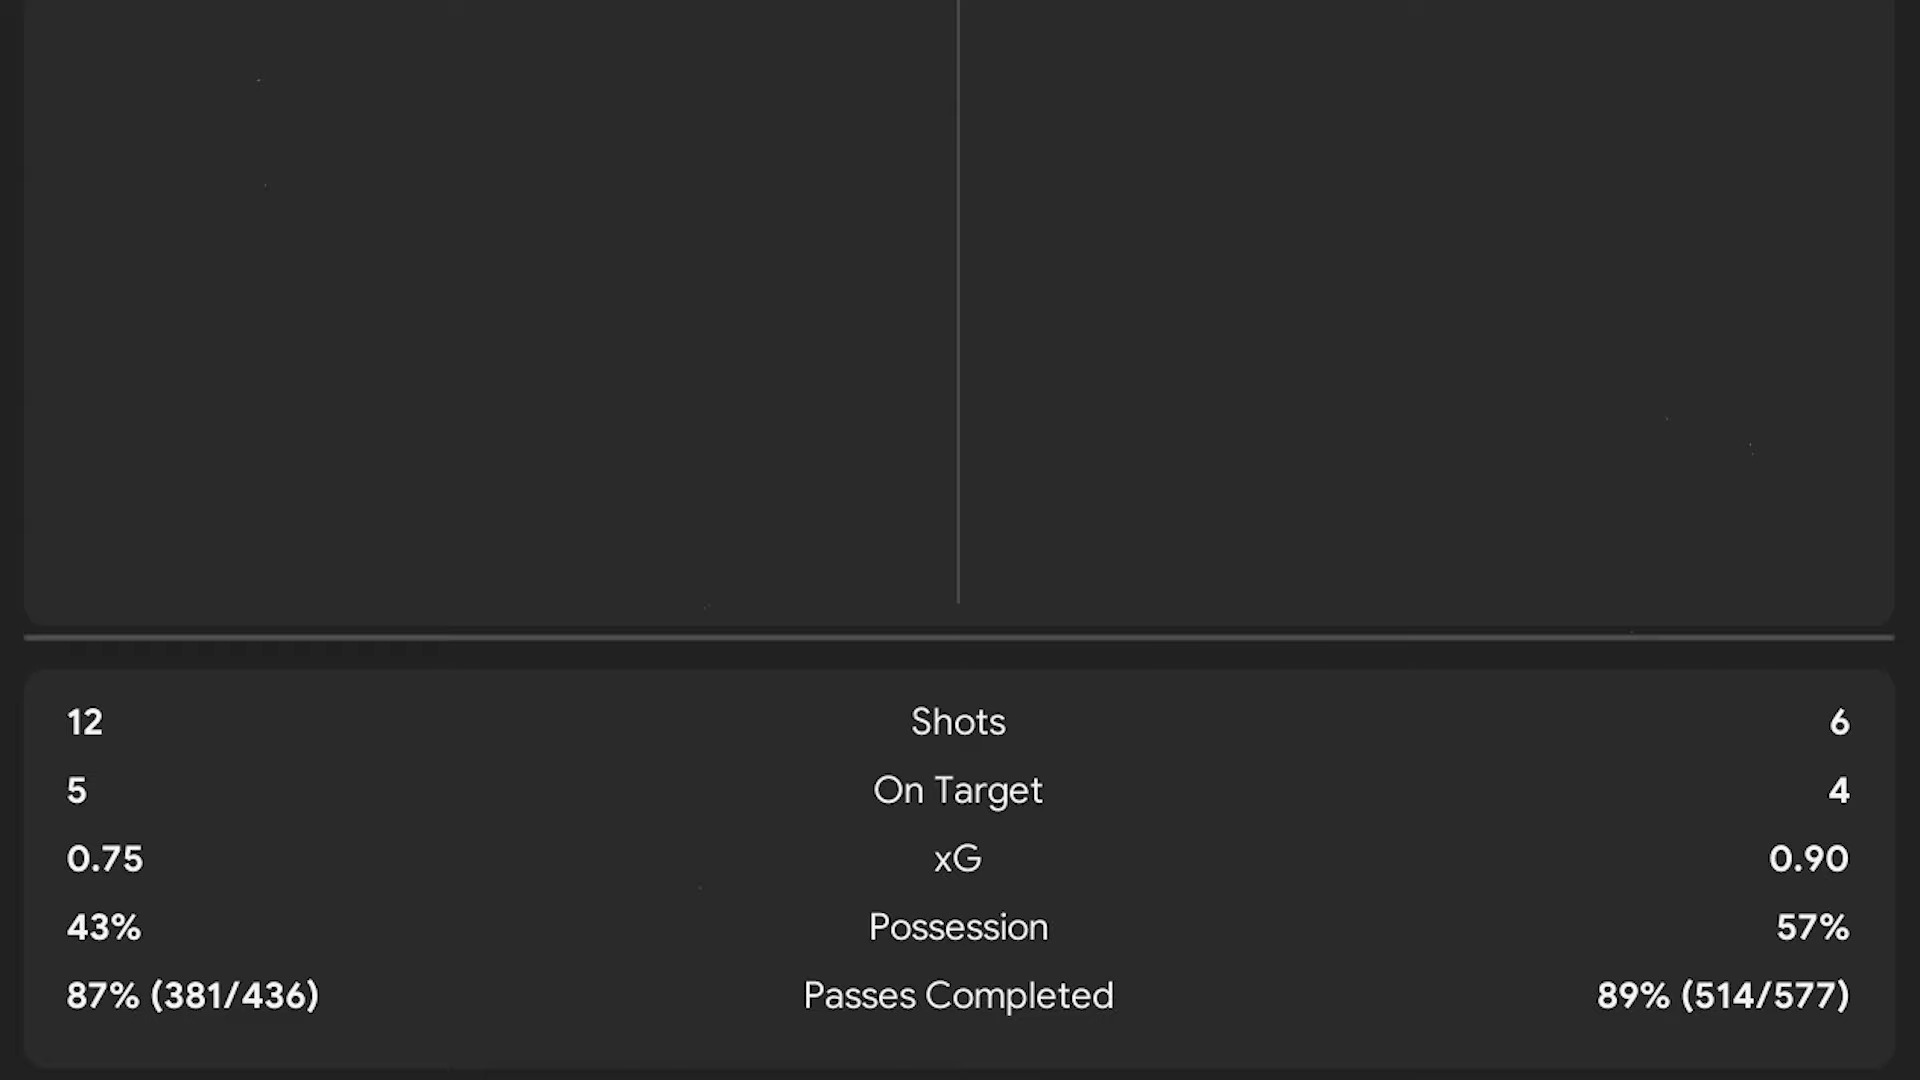 12 Shots 6
5 On Target 4
0.75 xG 0.90
43% Possession 57%
87% (381/436) Passes Completed 89% (514/577)